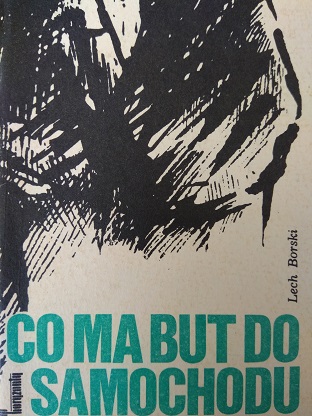 Lech Borski
CO MA BUT DO
SAMOCHODU